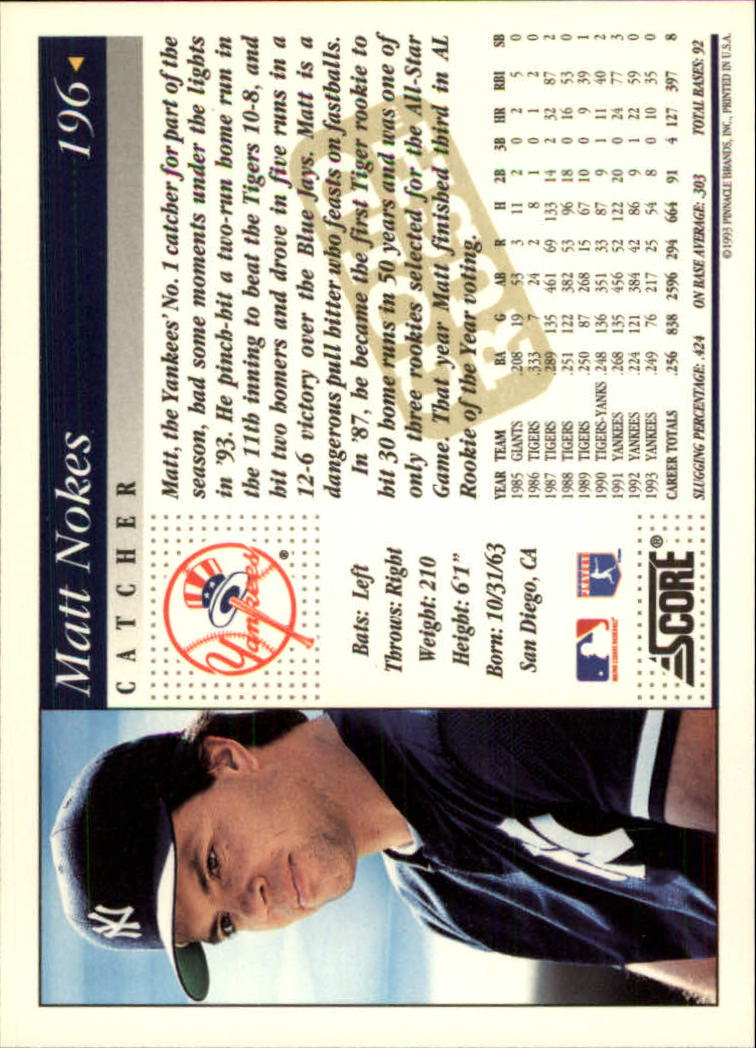 Matt Nokes 196
CATCHER
Yankees
®
Bats: Left
Throws: Right
Weight: 210
Height: 6'1"
Born: 10/31/63
San Diego, CA
MAJOR LEAGUE BASEBALL
PLAYERS
SCORE®
Matt, the Yankees' No. 1 catcher for part of the
season, had some moments under the lights
in '93. He pinch-hit a two-run home run in
the 11th inning to beat the Tigers 10-8, and
hit two homers and drove in five runs in a
12-6 victory over the Blue Jays. Matt is a
dangerous pull hitter who feasts on fastballs.
In '87, he became the first Tiger rookie to
hit 30 home runs in 50 years and was one of
only three rookies selected for the All-Star
Game. That year Matt finished third in AL
Rookie of the Year voting.
GOLD
RUSH
YEAR TEAM BA G AB R H 2B 3B HR RBI SB
1985 GIANTS .208 19 53 3 11 2 0 2 5 0
1986 TIGERS .333 7 24 2 8 1 0 1 2 0
1987 TIGERS .289 135 461 69 133 14 2 32 87 2
1988 TIGERS .251 122 382 53 96 18 0 16 53 0
1989 TIGERS .250 87 268 15 67 10 0 9 39 1
1990 TIGERS-YANKS .248 136 351 33 87 9 1 11 40 2
1991 YANKEES .268 135 456 52 122 20 0 24 77 3
1992 YANKEES .224 121 384 42 86 9 1 22 59 0
1993 YANKEES .249 76 217 25 54 8 0 10 35 0
CAREER TOTALS .256 838 2596 294 664 91 4 127 397 8
SLUGGING PERCENTAGE: .424 ON BASE AVERAGE: .303 TOTAL BASES: 92
©1993 PINNACLE BRANDS, INC., PRINTED IN U.S.A.
NY